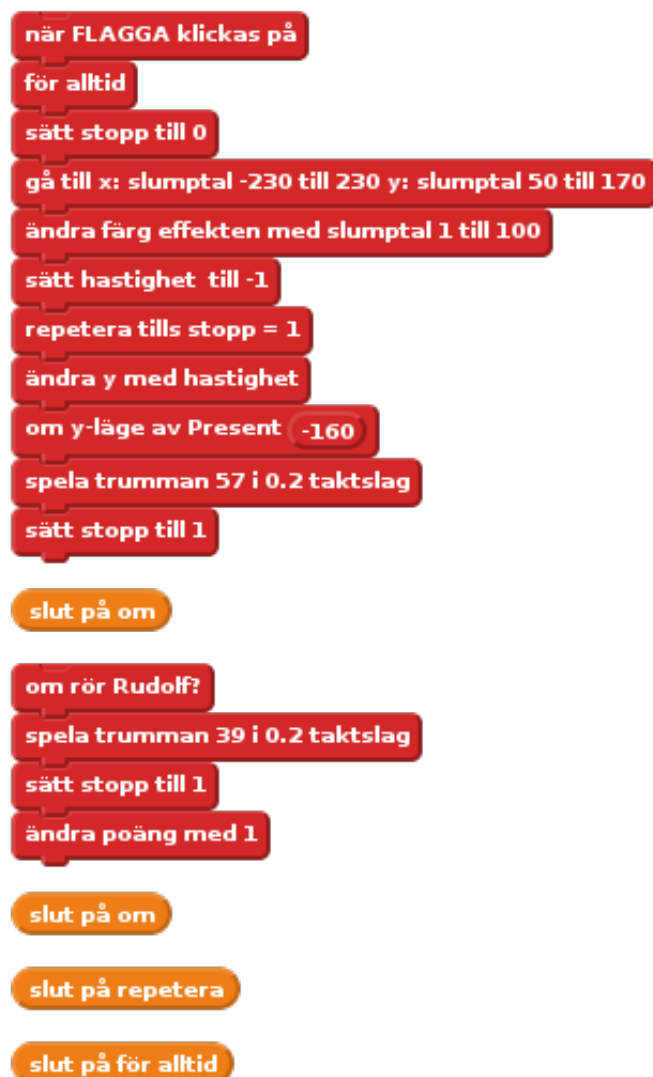 när FLAGGA klickas på
för alltid
sätt stopp till 0
gå till x: slumptal -230 till 230 y: slumptal 50 till 170
ändra färg effekten med slumptal 1 till 100
sätt hastighet till -1
repetera tills stopp = 1
ändra y med hastighet
om y-läge av Present -160
spela trumman 57 i 0.2 taktslag
sätt stopp till 1
slut på om
om rör Rudolf?
spela trumman 39 i 0.2 taktslag
sätt stopp till 1
ändra poäng med 1
slut på om
slut på repetera
slut på för alltid